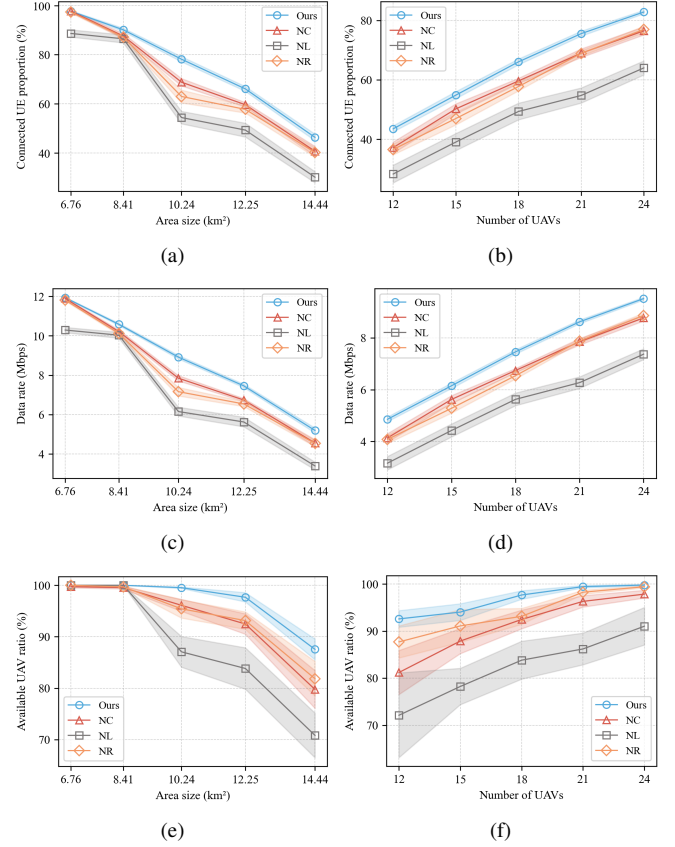 Connected UE proportion (%)
100
80
60
40
6.76 8.41 10.24 12.25 14.44
Area size (km²)
Ours
NC
NL
NR
(a)
Connected UE proportion (%)
80
60
40
12 15 18 21 24
Number of UAVs
Ours
NC
NL
NR
(b)
Data rate (Mbps)
12
10
8
6
4
6.76 8.41 10.24 12.25 14.44
Area size (km²)
Ours
NC
NL
NR
(c)
Data rate (Mbps)
8
6
4
12 15 18 21 24
Number of UAVs
Ours
NC
NL
NR
(d)
Available UAV ratio (%)
100
90
80
70
6.76 8.41 10.24 12.25 14.44
Area size (km²)
Ours
NC
NL
NR
(e)
Available UAV ratio (%)
100
90
80
70
12 15 18 21 24
Number of UAVs
Ours
NC
NL
NR
(f)